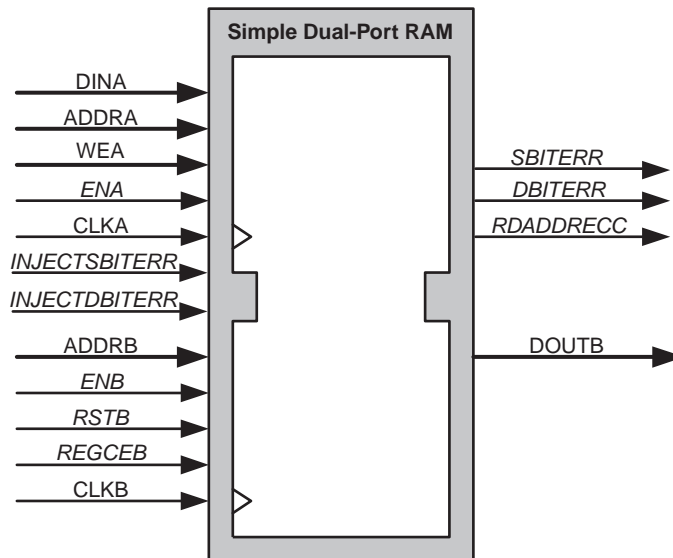 Simple Dual-Port RAM
DINA
ADDRA
WEA
ENA
CLKA
INJECTSBITERR
INJECTDBITERR
ADDRB
ENB
RSTB
REGCEB
CLKB
SBITERR
DBITERR
RDADDRECC
DOUTB